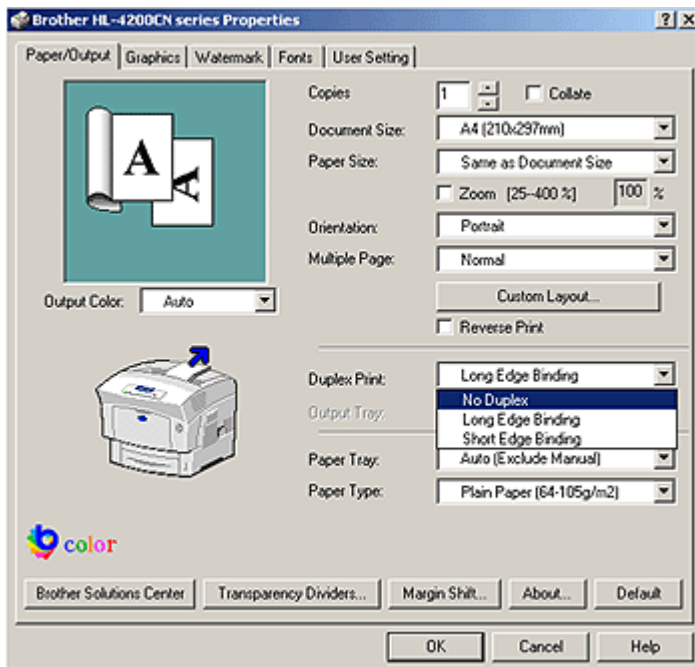 Brother HL-4200CN series Properties
Paper/Output Graphics Watermark Fonts User Setting
Copies 1 Collate
Document Size: A4 (210x297mm)
Paper Size: Same as Document Size
Zoom [25--400 %] 100 %
Orientation: Portrait
Multiple Page: Normal
Custom Layout...
Output Color: Auto
Reverse Print
Duplex Print: Long Edge Binding
No Duplex
Output Tray:
Long Edge Binding
Short Edge Binding
Paper Tray: Auto (Exclude Manual)
Paper Type: Plain Paper (64-105g/m2)
A
A
color
Brother Solutions Center Transparency Dividers... Margin Shift... About... Default
OK Cancel Help